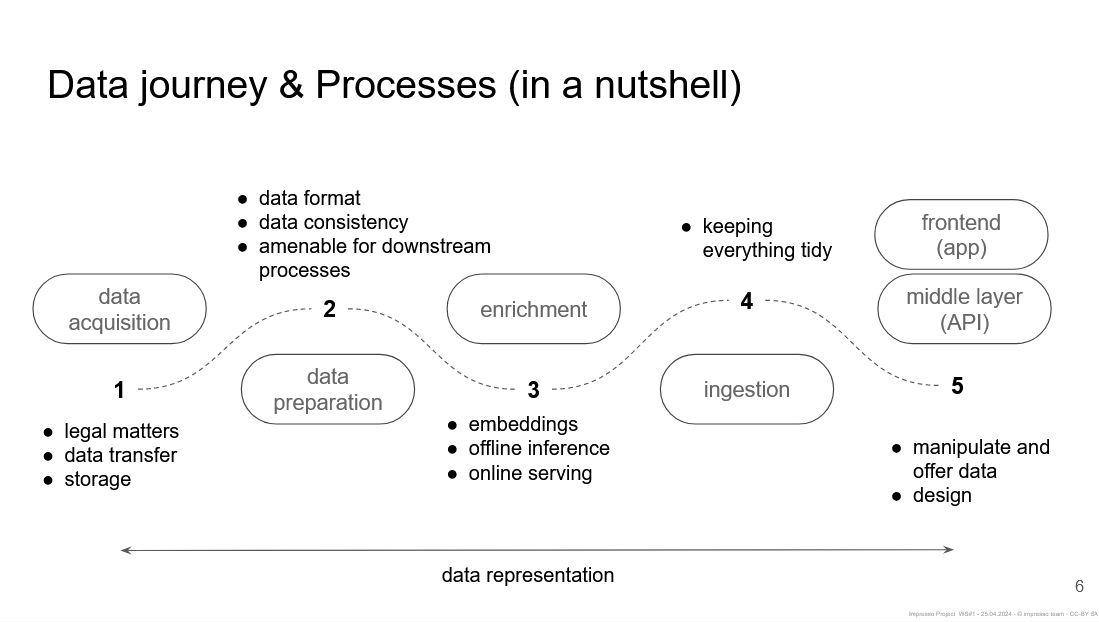 Data journey & Processes (in a nutshell)
● data format
● data consistency
● amenable for downstream
processes
● keeping
everything tidy
frontend
(app)
data
acquisition
2
enrichment
4
middle layer
(API)
1
data
preparation
3
ingestion
5
● legal matters
● data transfer
● storage
● embeddings
● offline inference
● online serving
● manipulate and
offer data
● design
data representation
6
Impresso Project WS#1 - 25.04.2024 - © impresso team - CC-BY SA